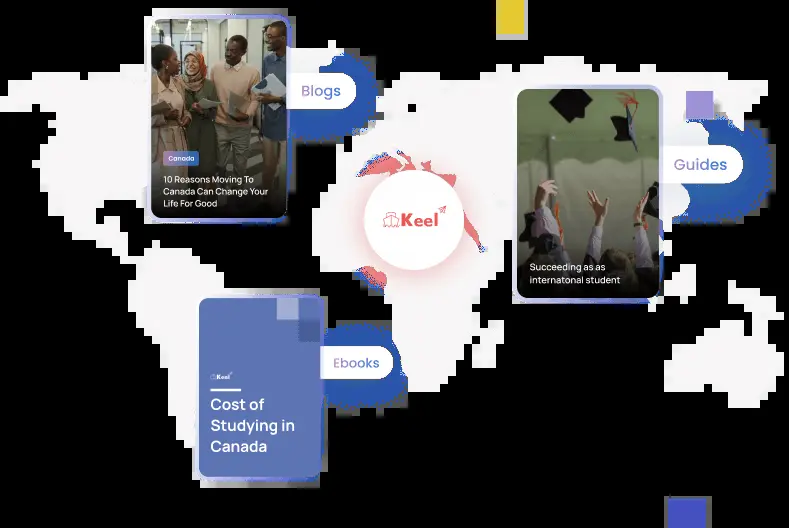 Blogs
Canada
10 Reasons Moving To
Canada Can Change Your
Life For Good
Guides
Keel
Succeeding as as
internatonal student
Ebooks
Keel
Cost of
Studying in
Canada